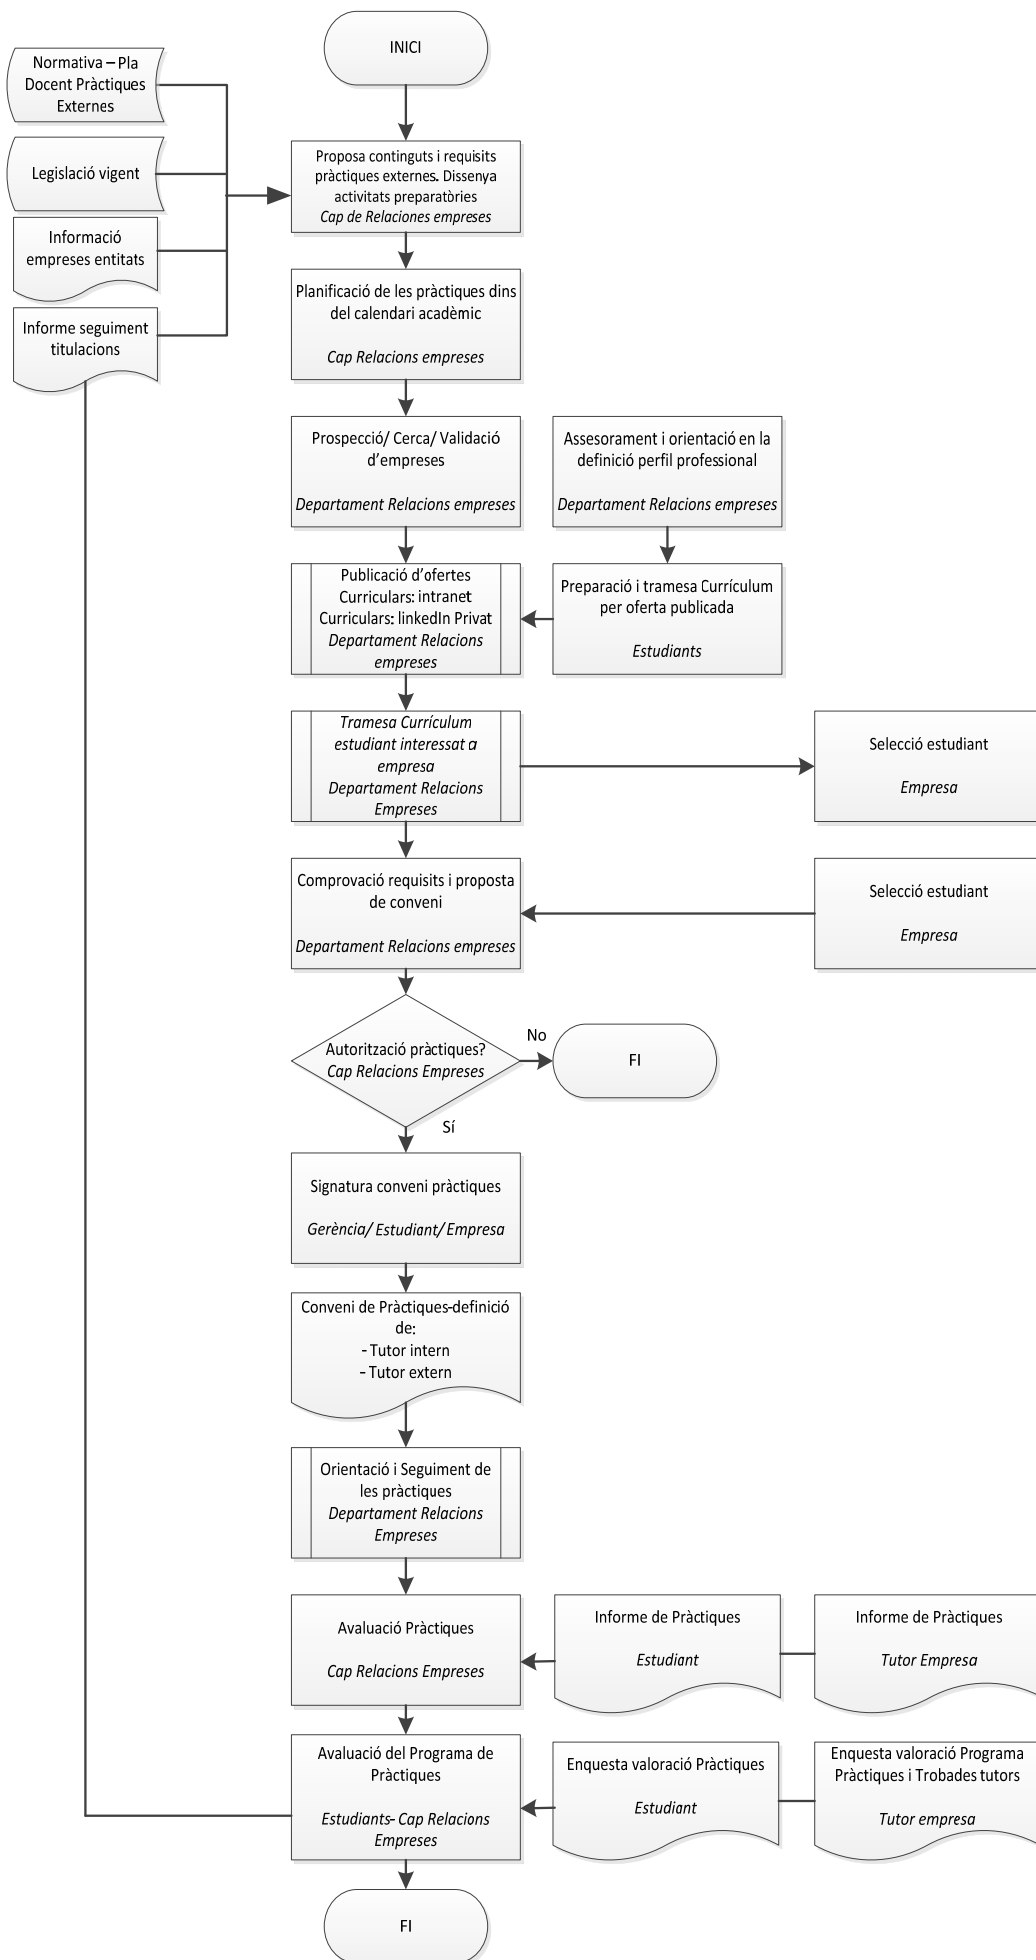 INICI
Normativa – Pla
Docent Pràctiques
Externes
Legislació vigent
Informació
empreses entitats
Informe seguiment
titulacions
Proposa continguts i requisits
pràctiques externes. Dissenya
activitats preparatòries
Cap de Relaciones empreses
Planificació de les pràctiques dins
del calendari acadèmic
Cap Relacions empreses
Prospecció/ Cerca/ Validació
d’empreses
Departament Relacions empreses
Assesorament i orientació en la
definició perfil professional
Departament Relacions empreses
Publicació d’ofertes
Curriculars: intranet
Curriculars: linkedIn Privat
Departament Relacions
empreses
Preparació i tramesa Currículum
per oferta publicada
Estudiants
Tramesa Currículum
estudiant interessat a
empresa
Departament Relacions
Empreses
Selecció estudiant
Empresa
Comprovació requisits i proposta
de conveni
Departament Relacions empreses
Selecció estudiant
Empresa
Autorització pràctiques?
Cap Relacions Empreses
No
FI
Sí
Signatura conveni pràctiques
Gerència/ Estudiant/ Empresa
Conveni de Pràctiques-definició
de:
- Tutor intern
- Tutor extern
Orientació i Seguiment de
les pràctiques
Departament Relacions
Empreses
Avaluació Pràctiques
Cap Relacions Empreses
Informe de Pràctiques
Estudiant
Informe de Pràctiques
Tutor Empresa
Avaluació del Programa de
Pràctiques
Estudiants- Cap Relacions
Empreses
Enquesta valoració Pràctiques
Estudiant
Enquesta valoració Programa
Pràctiques i Trobades tutors
Tutor empresa
FI